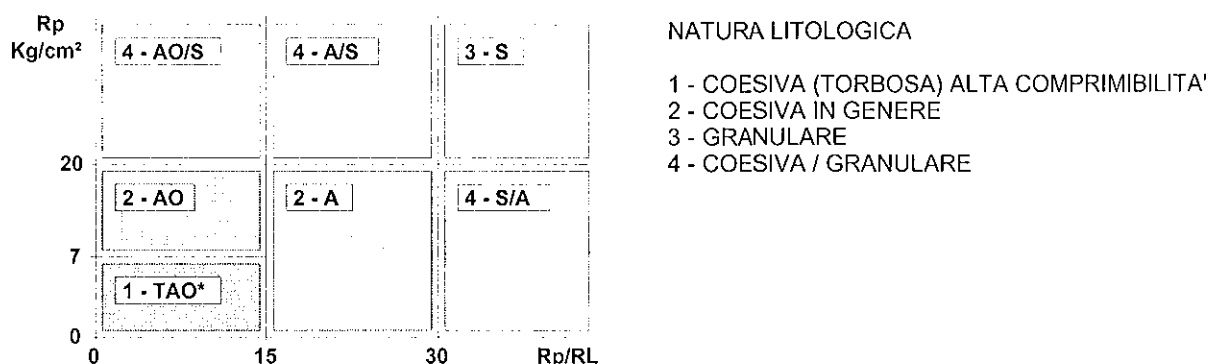 Rp
Kg/cm²
4 - AO/S
4 - A/S
3 - S
20
2 - AO
2 - A
4 - S/A
7
1 - TAO*
0
0
15
30
Rp/RL
NATURA LITOLOGICA
1 - COESIVA (TORBOSA) ALTA COMPRIMIBILITA'
2 - COESIVA IN GENERE
3 - GRANULARE
4 - COESIVA / GRANULARE